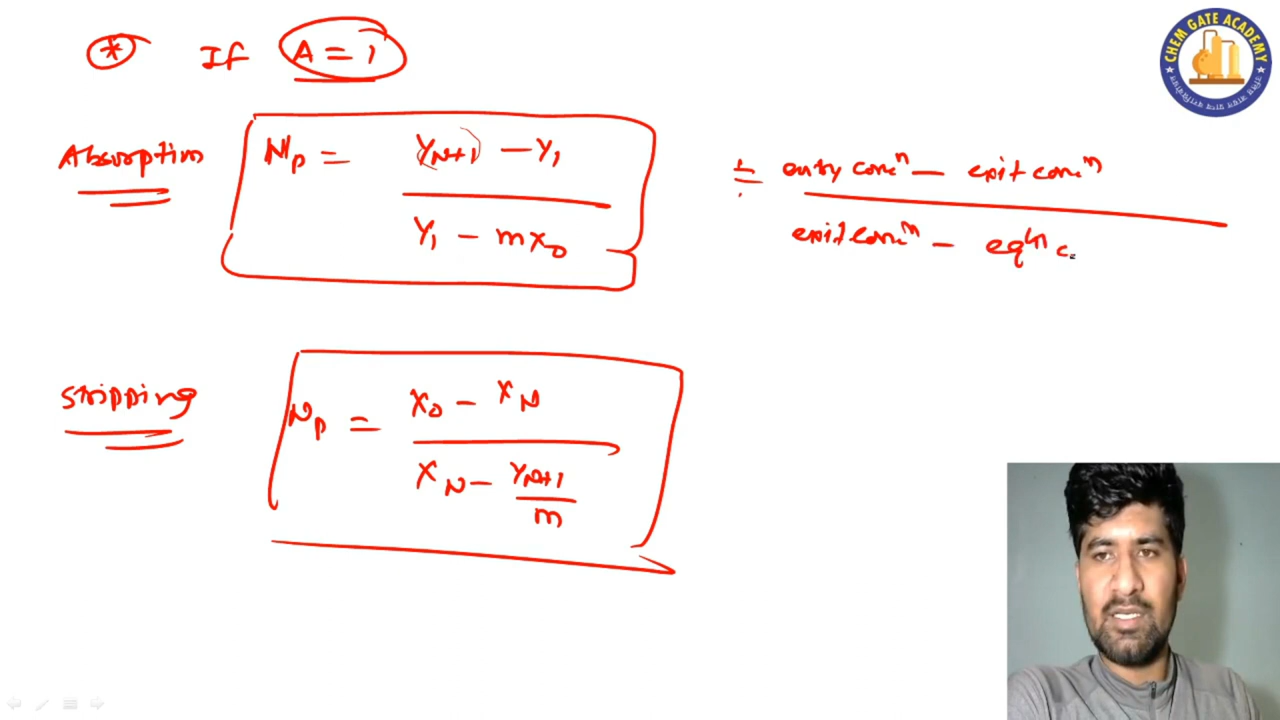 * If A = 1
Absorption Np = (YN+1) - Y1 / Y1 - mX0
= entry concn - exit concn / exit concn - eqm c
Stripping Np = X0 - XN / XN - YN+1/m
CHEM GATE ACADEMY